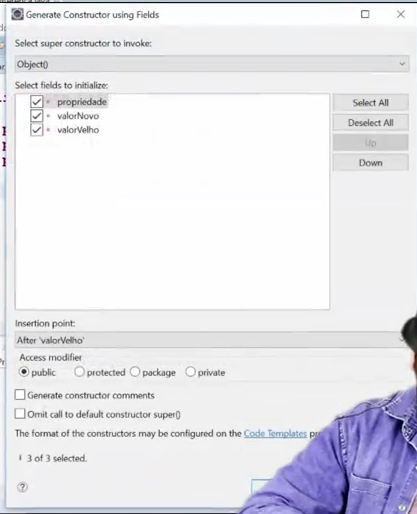 Generate Constructor using Fields
Select super constructor to invoke:
Object()
Select fields to initialize:
propriedade
valorNovo
valorVelho
Select All
Deselect All
Up
Down
Insertion point:
After 'valorVelho'
Access modifier
public protected package private
Generate constructor comments
Omit call to default constructor super()
The format of the constructors may be configured on the Code Templates
3 of 3 selected.